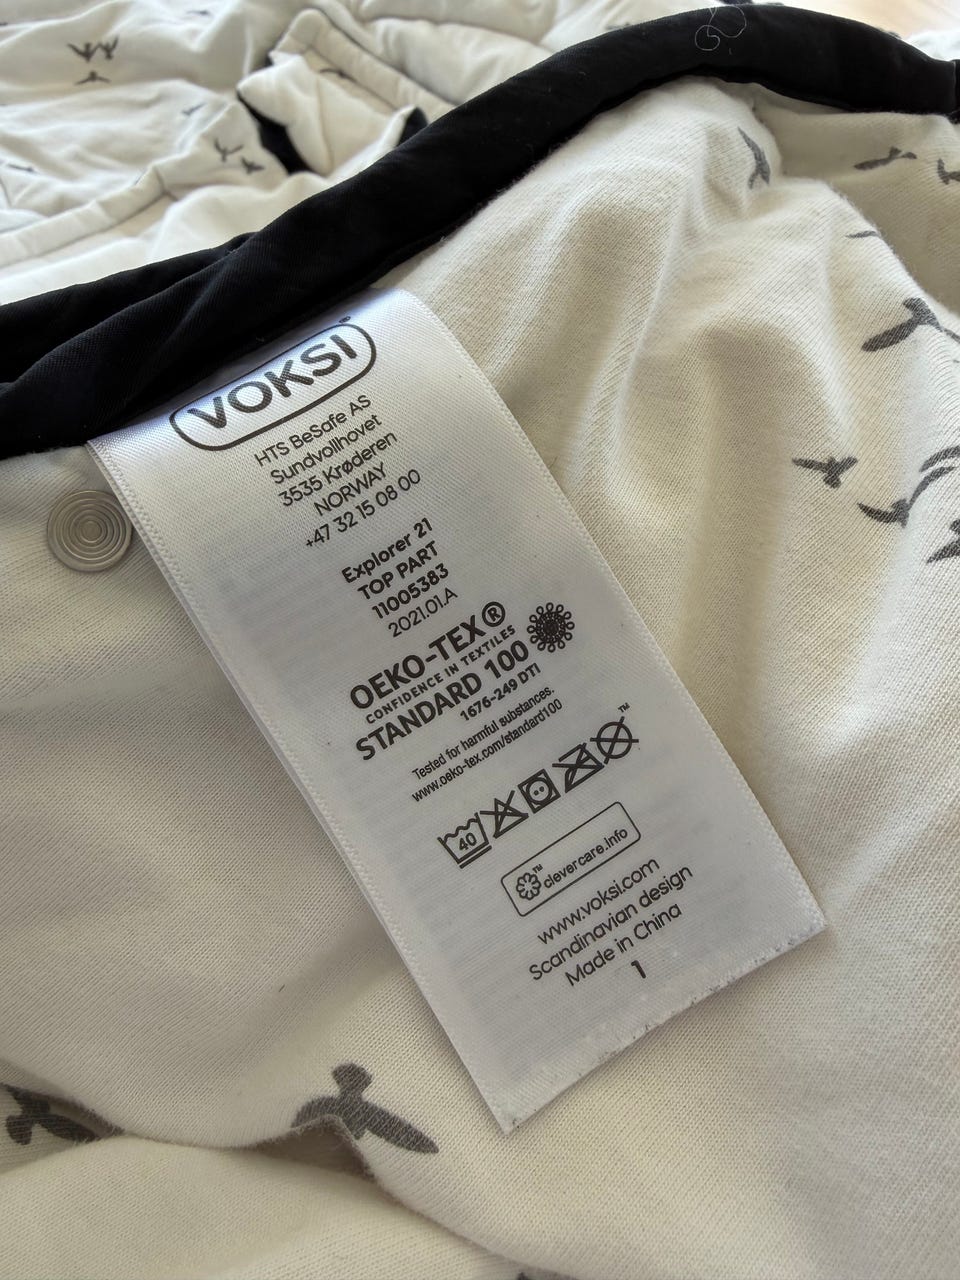 VOKSI
HTS BeSafe AS
Sundvollhovet
3535 Krøderen
NORWAY
+47 32 15 08 00
Explorer 21
TOP PART
11005383
2021.01.A
OEKO-TEX®
CONFIDENCE IN TEXTILES
STANDARD 100
1676-249 DTI
Tested for harmful substances.
www.oeko-tex.com/standard100
40 ™
™ clevercare.info
www.voksi.com
Scandinavian design
Made in China
1